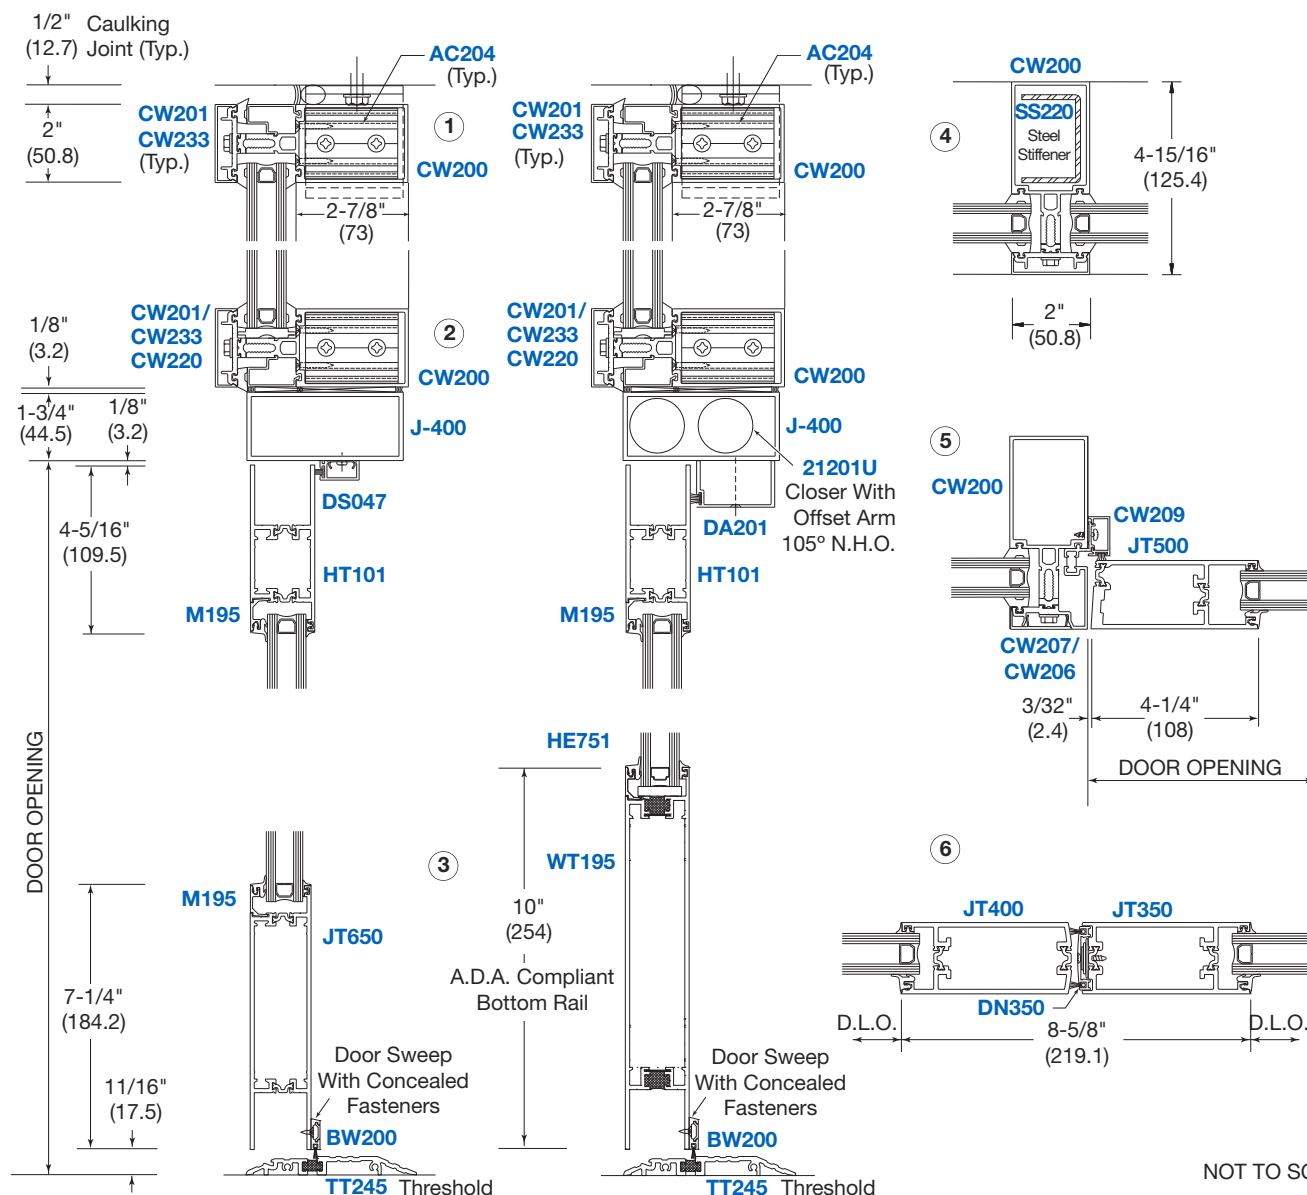 1/2" Caulking
(12.7) Joint (Typ.)
AC204
(Typ.)
CW201
CW233
(Typ.)
1
2"
(50.8)
CW200
2-7/8"
(73)
AC204
(Typ.)
CW201
CW233
(Typ.)
CW200
2-7/8"
(73)
CW200
SS220
Steel
Stiffener
4
4-15/16"
(125.4)
2"
(50.8)
CW201/
CW233
CW220
2
CW200
1/8"
(3.2)
1-3/4"
(44.5)
1/8"
(3.2)
J-400
DS047
4-5/16"
(109.5)
HT101
M195
CW201/
CW233
CW220
CW200
J-400
21201U
Closer With
Offset Arm
105º N.H.O.
DA201
HT101
M195
5
CW200
CW209
JT500
CW207/
CW206
3/32"
(2.4)
4-1/4"
(108)
DOOR OPENING
DOOR OPENING
3
M195
JT650
7-1/4"
(184.2)
11/16"
(17.5)
Door Sweep
With Concealed
Fasteners
BW200
TT245 Threshold
HE751
WT195
10"
(254)
A.D.A. Compliant
Bottom Rail
Door Sweep
With Concealed
Fasteners
BW200
TT245 Threshold
6
JT400
JT350
DN350
D.L.O.
8-5/8"
(219.1)
D.L.O.
NOT TO SC